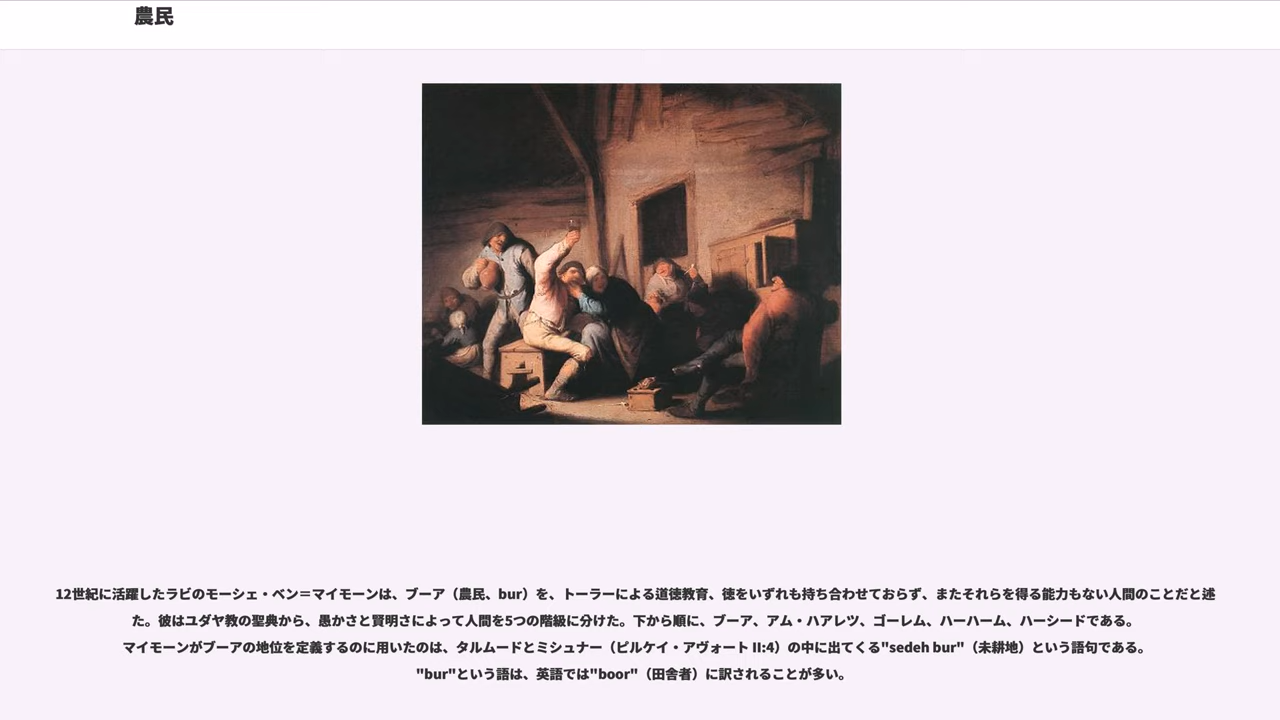 農民
12世紀に活躍したラビのモーシェ・ベン＝マイモーンは、ブーア（農民、bur）を、トーラーによる道徳教育、徳をいずれも持ち合わせておらず、またそれらを得る能力もない人間のことだと述
た。彼はユダヤ教の聖典から、愚かさと賢明さによって人間を5つの階級に分けた。下から順に、ブーア、アム・ハアレツ、ゴーレム、ハーハーム、ハーシードである。
マイモーンがブーアの地位を定義するのに用いたのは、タルムードとミシュナー（ピルケイ・アヴォート II:4）の中に出てくる"sedeh bur"（未耕地）という語句である。
"bur"という語は、英語では"boor"（田舎者）に訳されることが多い。